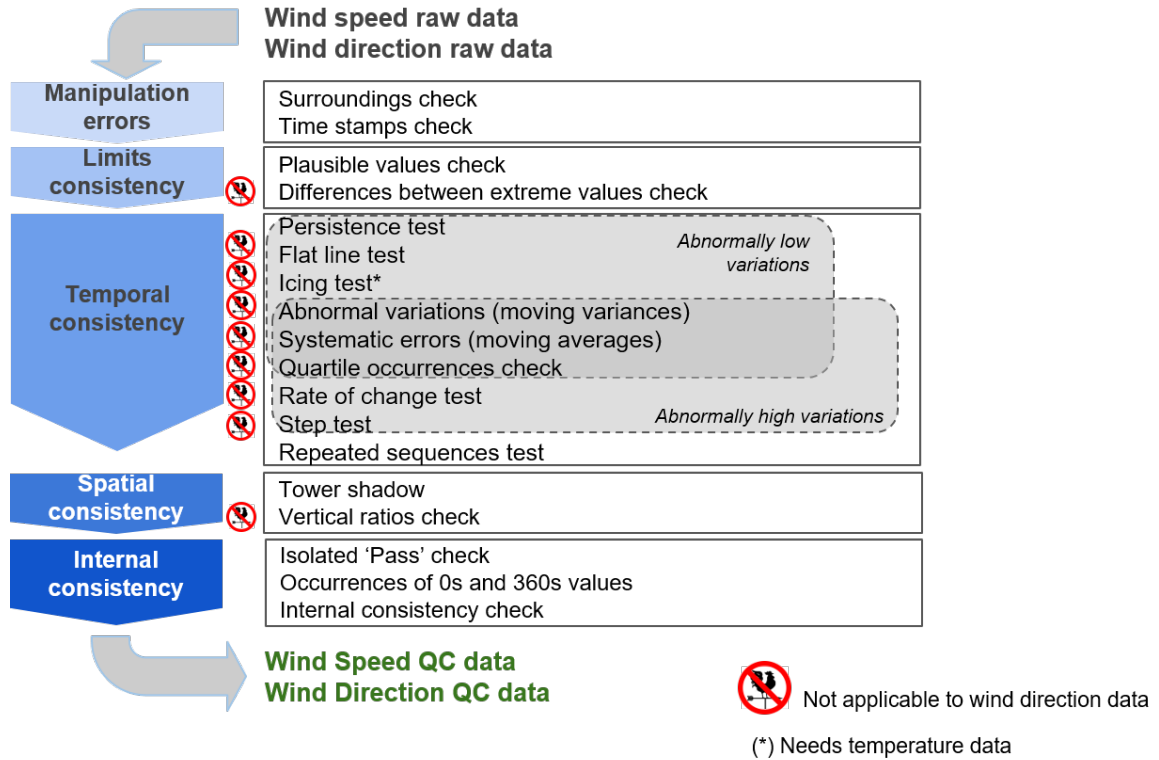 Wind speed raw data
Wind direction raw data
Manipulation
errors
Surroundings check
Time stamps check
Limits
consistency
Plausible values check
Differences between extreme values check
Temporal
consistency
Persistence test
Flat line test
Icing test*
Abnormal variations (moving variances)
Systematic errors (moving averages)
Quartile occurrences check
Rate of change test
Step test
Repeated sequences test
Abnormally low
variations
Abnormally high variations
Spatial
consistency
Tower shadow
Vertical ratios check
Internal
consistency
Isolated ‘Pass’ check
Occurrences of 0s and 360s values
Internal consistency check
Wind Speed QC data
Wind Direction QC data
Not applicable to wind direction data
(*) Needs temperature data